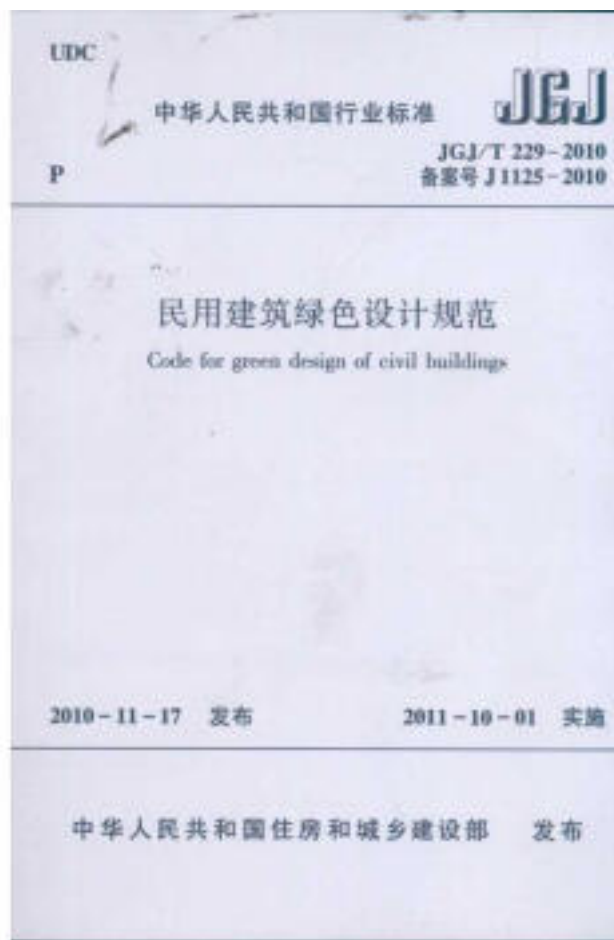 UDC
中华人民共和国行业标准
JGJ
JGJ/T 229-2010
P
备案号 J 1125-2010
民用建筑绿色设计规范
Code for green design of civil buildings
2010-11-17 发布 2011-10-01 实施
中华人民共和国住房和城乡建设部 发布